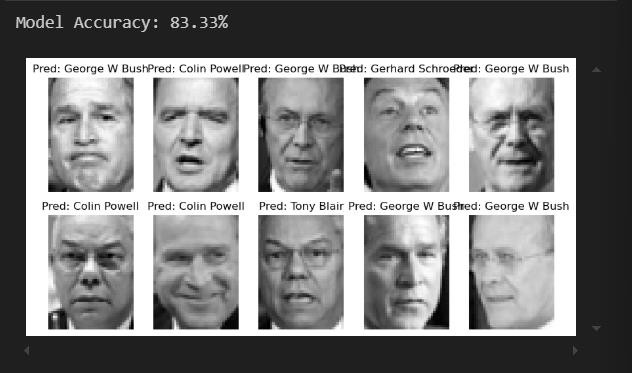 Model Accuracy: 83.33%
Pred: George W Bush Pred: Colin Powell Pred: George W Bush Pred: Gerhard Schroeder Pred: George W Bush
Pred: Colin Powell Pred: Colin Powell Pred: Tony Blair Pred: George W Bush Pred: George W Bush